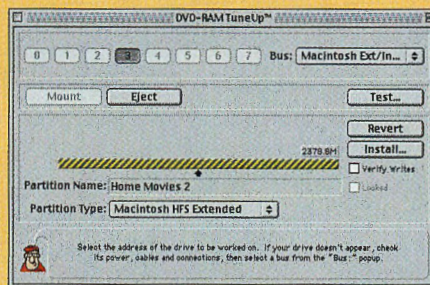 DVD-RAM TuneUp™
0 1 2 3 4 5 6 7 Bus: Macintosh Ext/In...
Mount Eject Test...
Revert
2378.8M Install...
Verify Writes
Partition Name: Home Movies 2 Locked
Partition Type: Macintosh HFS Extended
Select the address of the drive to be worked on. If your drive doesn't appear, check
its power, cables and connections, then select a bus from the "Bus:" popup.